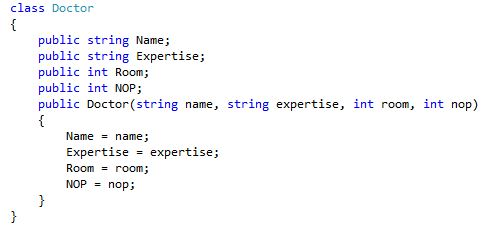 class Doctor
{
public string Name;
public string Expertise;
public int Room;
public int NOP;
public Doctor(string name, string expertise, int room, int nop)
{
Name = name;
Expertise = expertise;
Room = room;
NOP = nop;
}
}